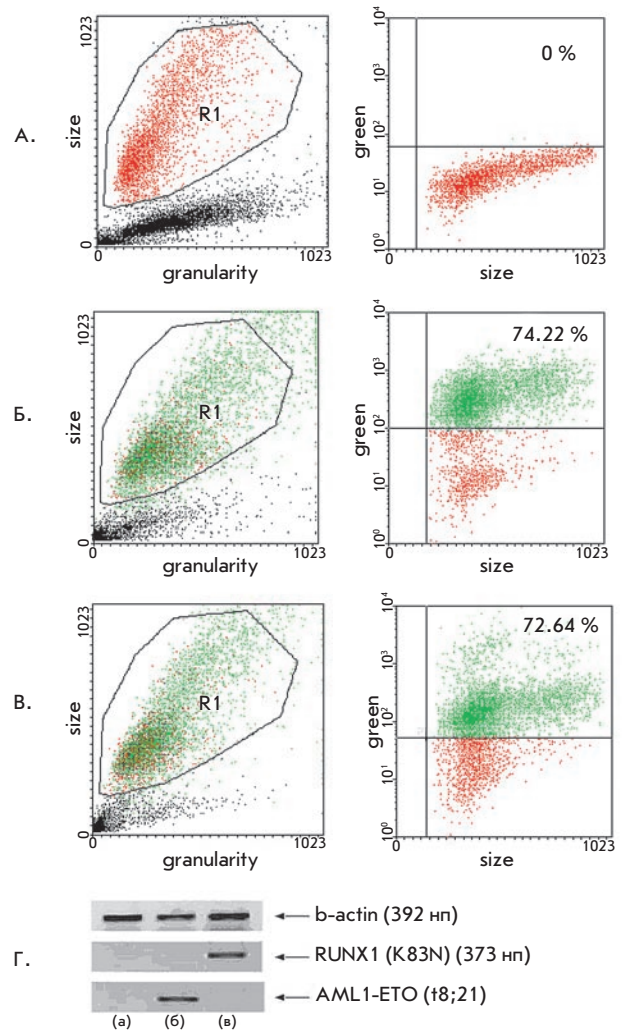 А.
1023
size
R1
0
0
granularity
1023
10⁴
10³
green
10²
10¹
10⁰
0 %
0
size
1023
Б.
1023
size
R1
0
0
granularity
1023
10⁴
10³
green
10²
10¹
10⁰
74.22 %
0
size
1023
В.
1023
size
R1
0
0
granularity
1023
10⁴
10³
green
10²
10¹
10⁰
72.64 %
0
size
1023
Г.
b-actin (392 нп)
RUNX1 (K83N) (373 нп)
AML1-ETO (t8;21)
(а) (б) (в)